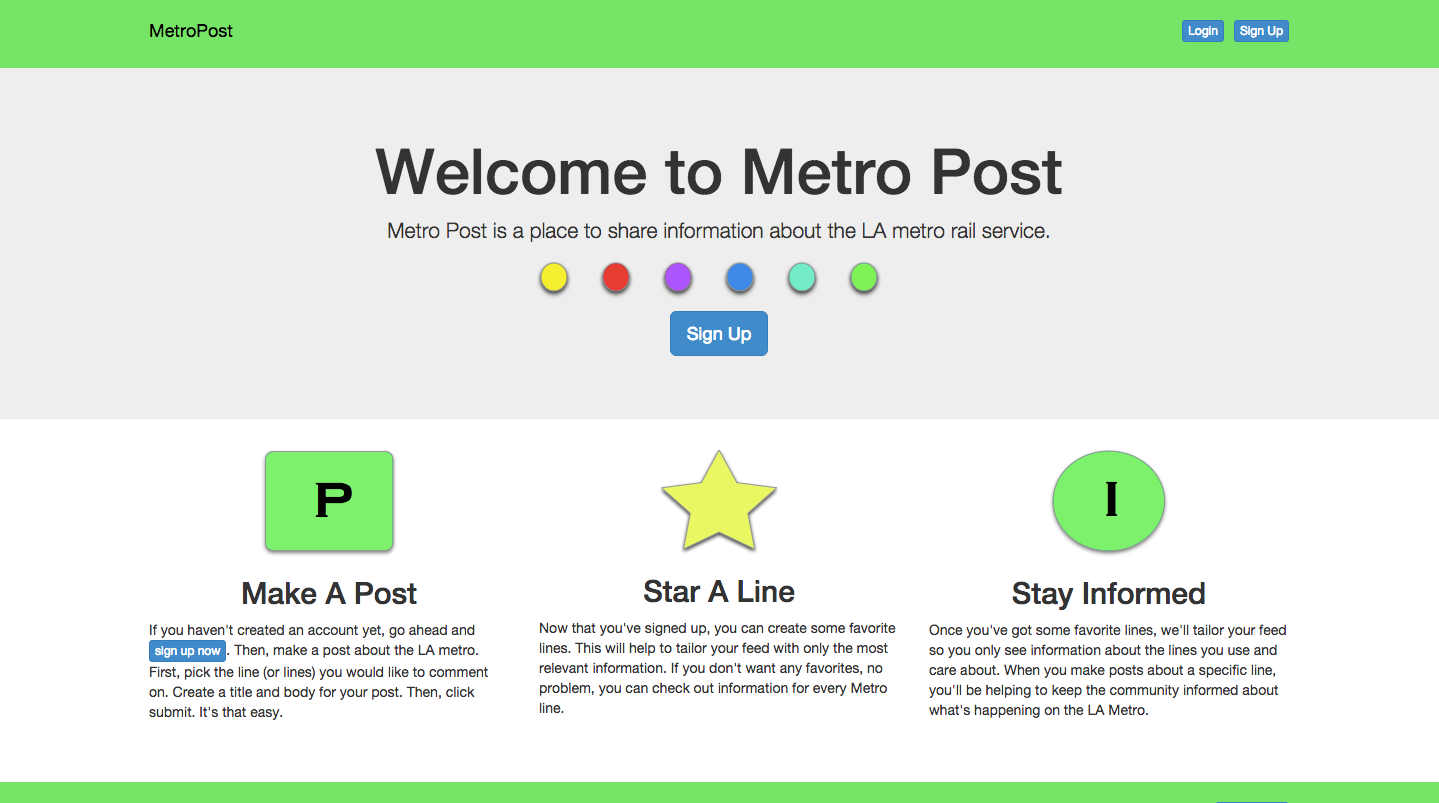 MetroPost
Login Sign Up
Welcome to Metro Post
Metro Post is a place to share information about the LA metro rail service.
Sign Up
P
I
Make A Post
If you haven't created an account yet, go ahead and
sign up now. Then, make a post about the LA metro.
First, pick the line (or lines) you would like to comment
on. Create a title and body for your post. Then, click
submit. It's that easy.
Star A Line
Now that you've signed up, you can create some favorite
lines. This will help to tailor your feed with only the most
relevant information. If you don't want any favorites, no
problem, you can check out information for every Metro
line.
Stay Informed
Once you've got some favorite lines, we'll tailor your feed
so you only see information about the lines you use and
care about. When you make posts about a specific line,
you'll be helping to keep the community informed about
what's happening on the LA Metro.